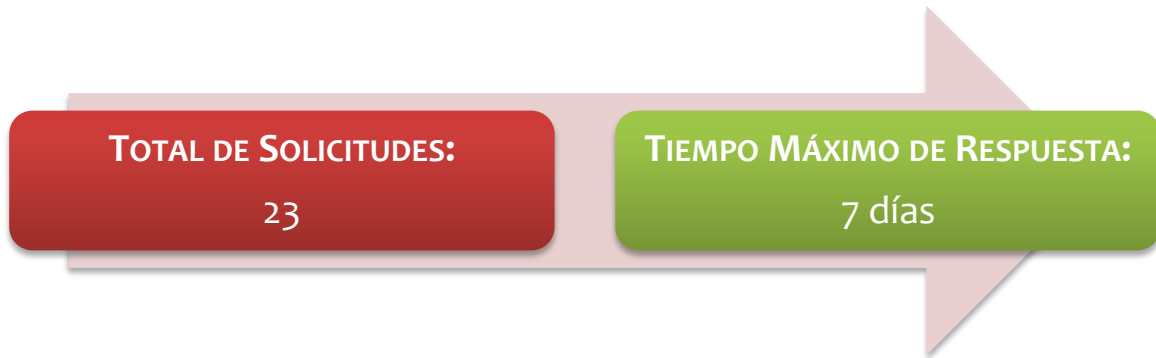 TOTAL DE SOLICITUDES:
23
TIEMPO MÁXIMO DE RESPUESTA:
7 días